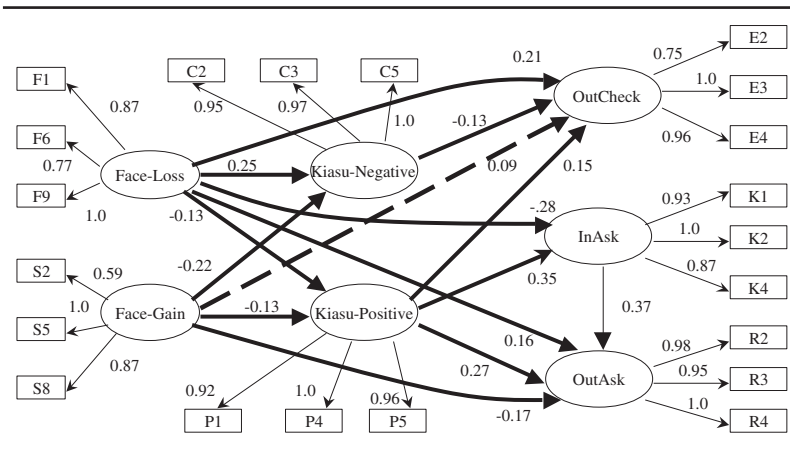 E2
0.21
0.75
C2
C3
C5
F1
1.0
E3
OutCheck
0.87
0.95
0.97
1.0
-0.13
0.96
E4
F6
0.77
Face-Loss
0.25
Kiasu-Negative
0.09
0.15
F9
1.0
-0.13
-.28
0.93
K1
InAsk
1.0
K2
-0.22
0.35
0.87
K4
S2
0.59
1.0
Face-Gain
-0.13
Kiasu-Positive
0.37
S5
0.87
0.16
0.98
R2
0.27
OutAsk
0.95
R3
S8
0.92
1.0
0.96
-0.17
1.0
R4
P1
P4
P5